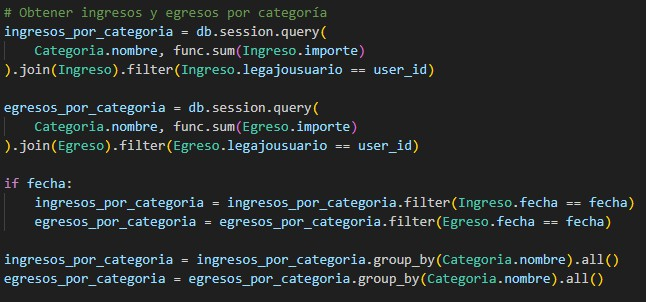 # Obtener ingresos y egresos por categoría
ingresos_por_categoria = db.session.query(
    Categoria.nombre, func.sum(Ingreso.importe)
).join(Ingreso).filter(Ingreso.legajousuario == user_id)

egresos_por_categoria = db.session.query(
    Categoria.nombre, func.sum(Egreso.importe)
).join(Egreso).filter(Egreso.legajousuario == user_id)

if fecha:
    ingresos_por_categoria = ingresos_por_categoria.filter(Ingreso.fecha == fecha)
    egresos_por_categoria = egresos_por_categoria.filter(Egreso.fecha == fecha)

ingresos_por_categoria = ingresos_por_categoria.group_by(Categoria.nombre).all()
egresos_por_categoria = egresos_por_categoria.group_by(Categoria.nombre).all()